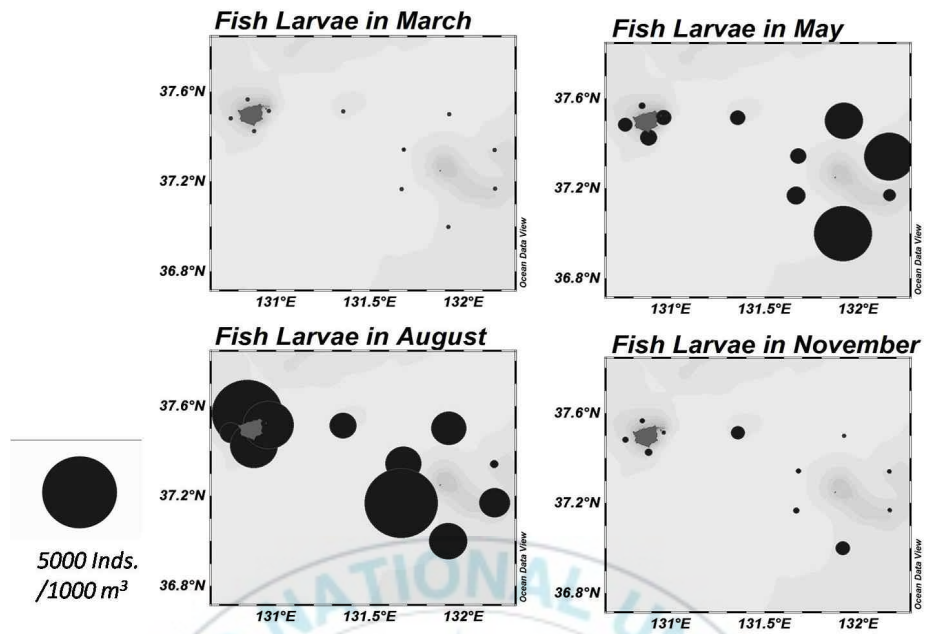 Fish Larvae in March
37.6°N
37.2°N
36.8°N
131°E 131.5°E 132°E
Ocean Data View
Fish Larvae in May
37.6°N
37.2°N
36.8°N
131°E 131.5°E 132°E
Ocean Data View
Fish Larvae in August
37.6°N
37.2°N
36.8°N
131°E 131.5°E 132°E
Ocean Data View
Fish Larvae in November
37.6°N
37.2°N
36.8°N
131°E 131.5°E 132°E
Ocean Data View
5000 Inds.
/1000 m³
NATIONAL